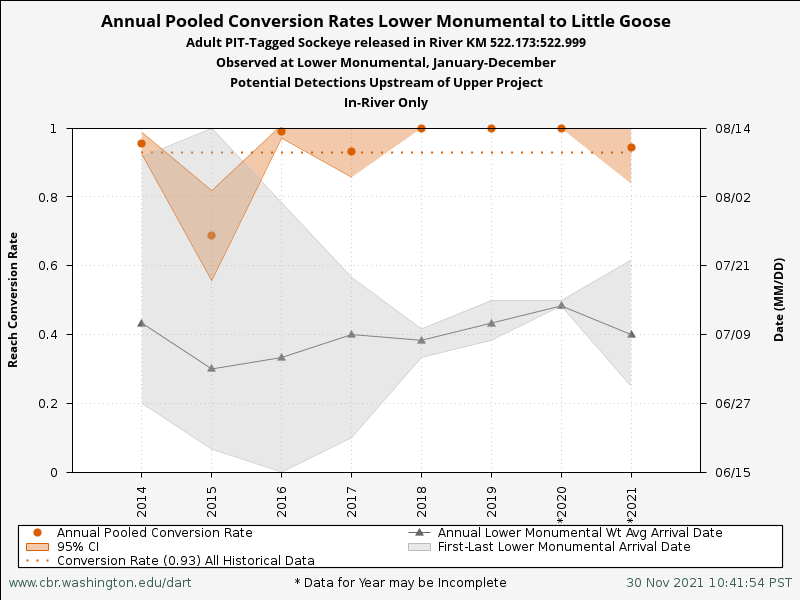 Annual Pooled Conversion Rates Lower Monumental to Little Goose
Adult PIT-Tagged Sockeye released in River KM 522.173:522.999
Observed at Lower Monumental, January-December
Potential Detections Upstream of Upper Project
In-River Only
1
0.8
0.6
0.4
0.2
0
Reach Conversion Rate
08/14
08/02
07/21
07/09
06/27
06/15
Date (MM/DD)
2014
2015
2016
2017
2018
2019
*2020
*2021
Annual Pooled Conversion Rate
95% CI
Conversion Rate (0.93) All Historical Data
Annual Lower Monumental Wt Avg Arrival Date
First-Last Lower Monumental Arrival Date
www.cbr.washington.edu/dart
* Data for Year may be Incomplete
30 Nov 2021 10:41:54 PST